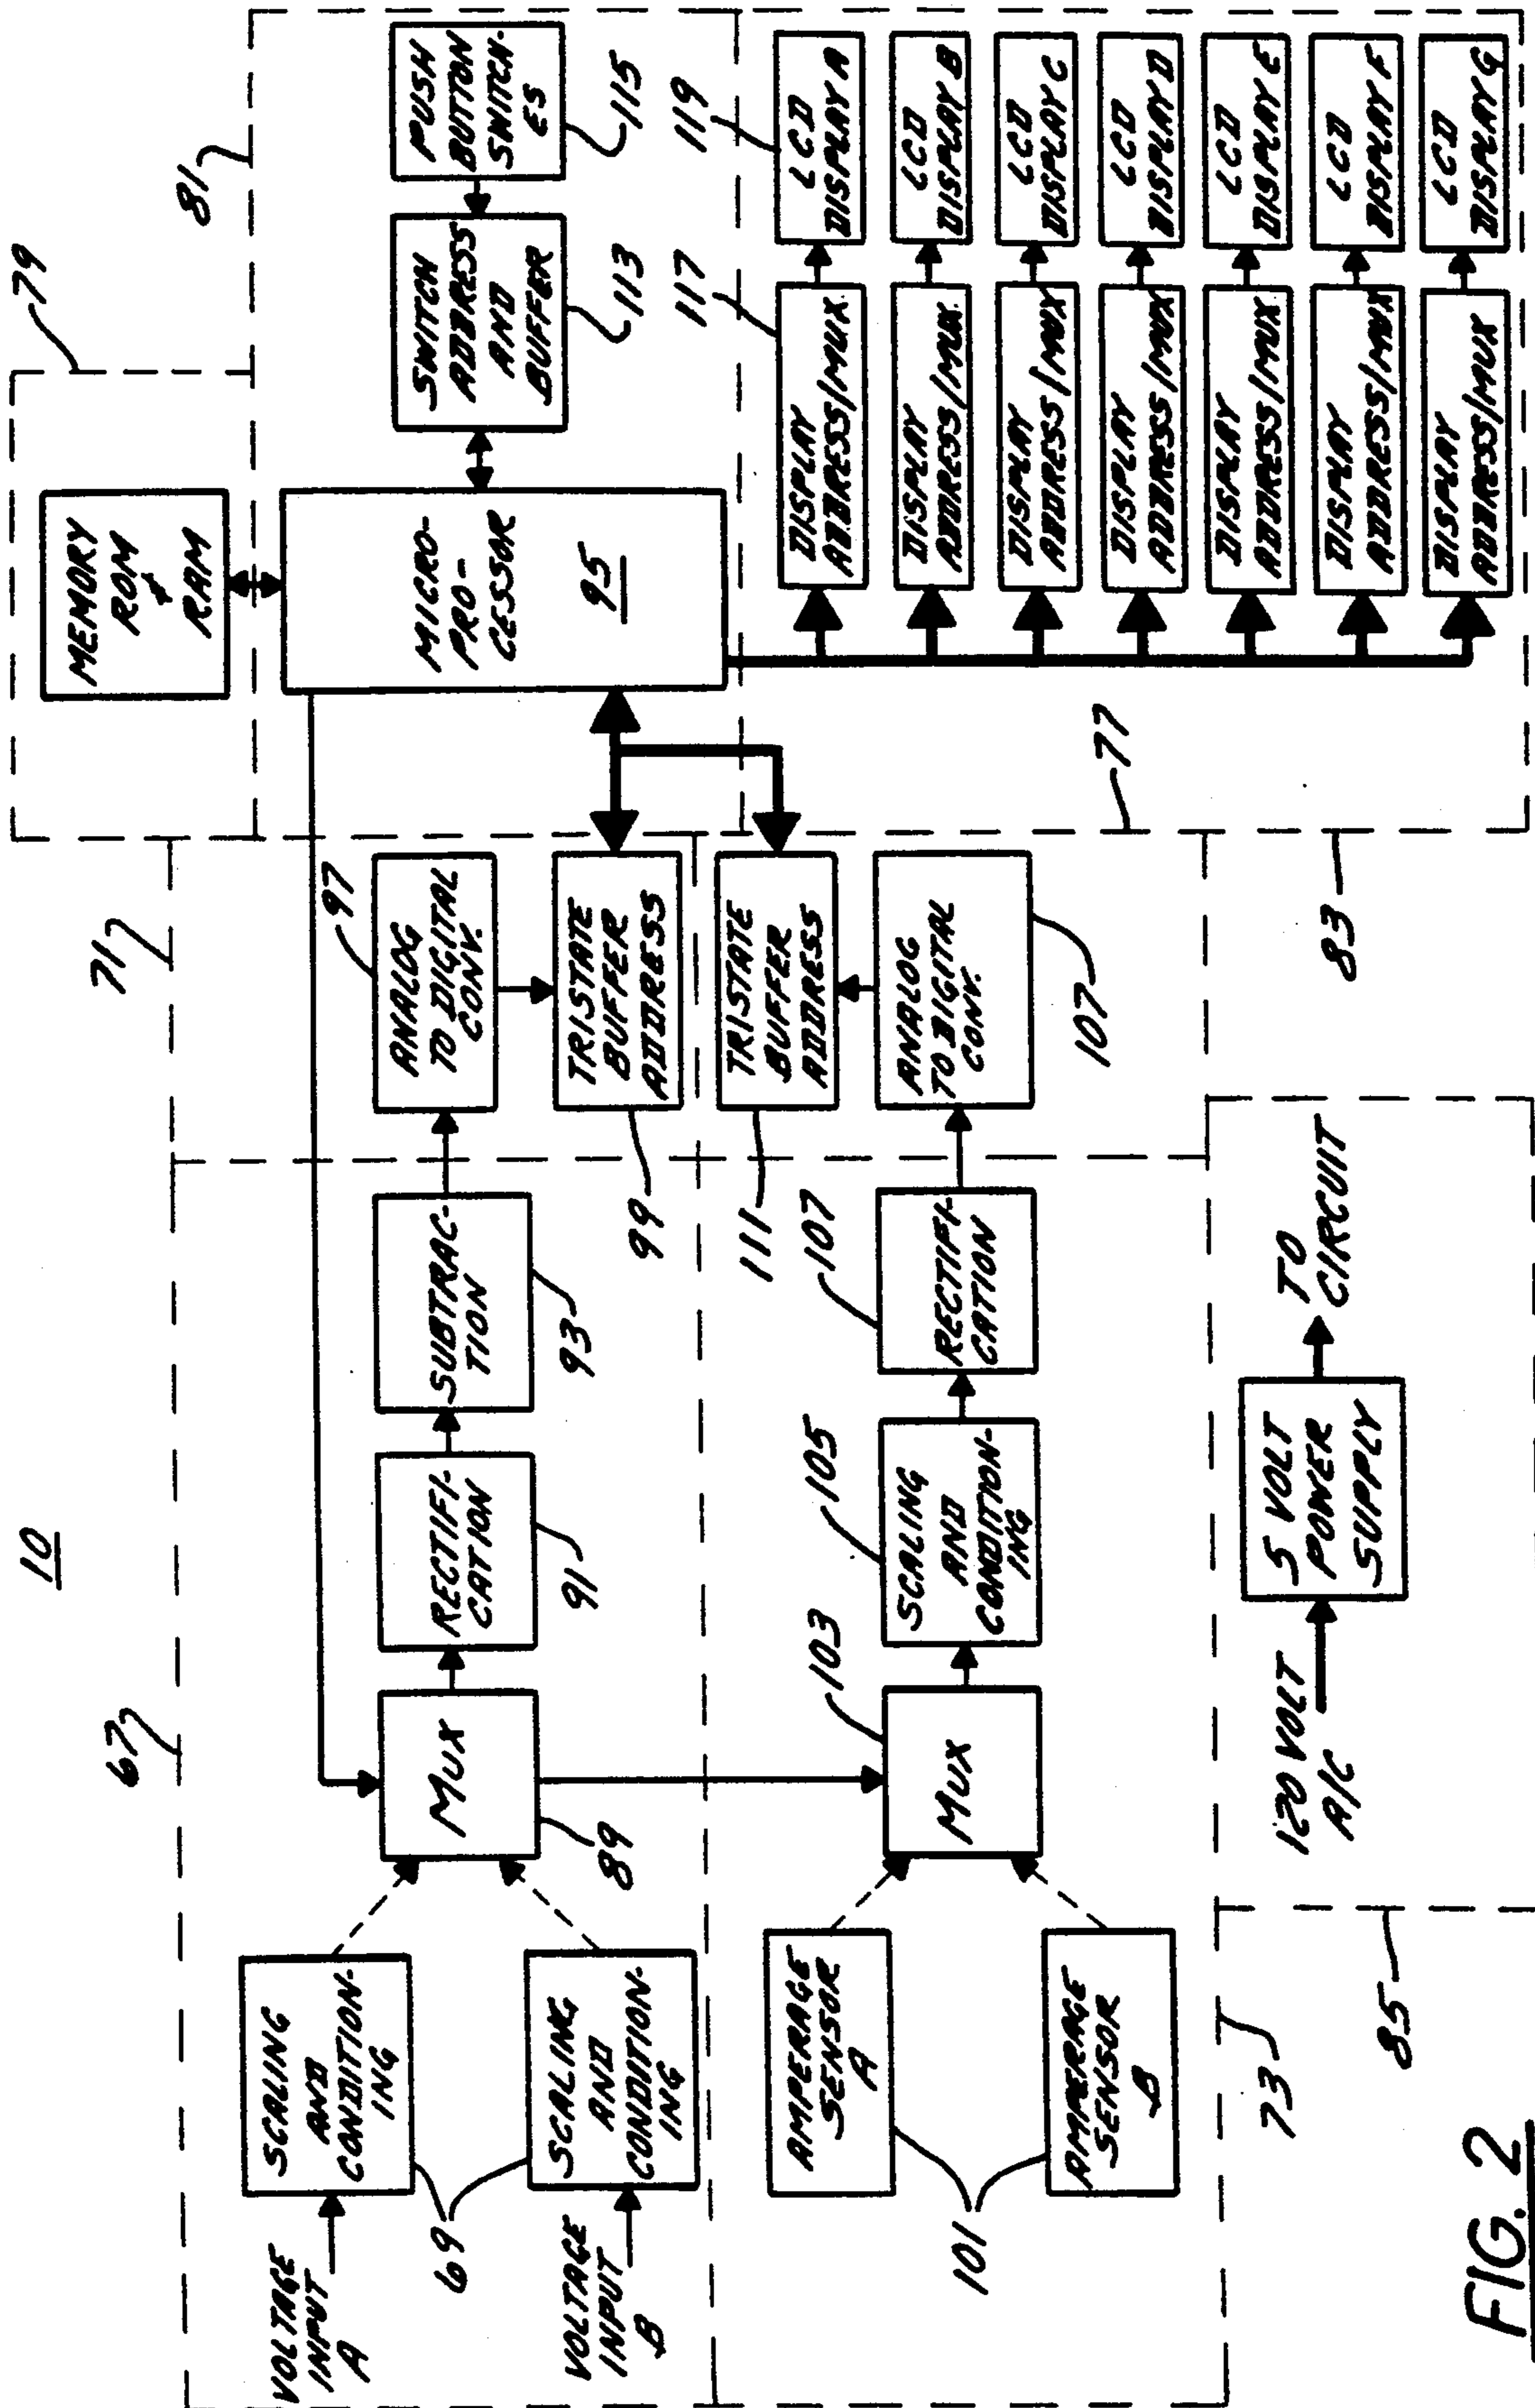 10
67
71
79
81
VOLTAGE
INPUT
A
SCALING
AND
CONDITION-
ING
69
VOLTAGE
INPUT
B
SCALING
AND
CONDITION-
ING
MUX
89
RECTIFI-
CATION
91
SUBTRAC-
TION
93
97
ANALOG
TO DIGITAL
CONV.
TRISTATE
BUFFER
ADDRESS
99
MEMORY
ROM
&
RAM
MICRO-
PRO-
CESSOR
95
SWITCH
ADDRESS
AND
BUFFER
113
PUSH
BUTTON
SWITCH-
ES
115
AMPERAGE
SENSOR
A
101
AMPERAGE
SENSOR
B
MUX
103
SCALING
AND
CONDITION-
ING
105
RECTIFI-
CATION
107
111
TRISTATE
BUFFER
ADDRESS
ANALOG
TO DIGITAL
CONV.
107
77
117
119
DISPLAY
ADDRESS/MUX
LCD
DISPLAY A
DISPLAY
ADDRESS/MUX
LCD
DISPLAY B
DISPLAY
ADDRESS/MUX
LCD
DISPLAY C
DISPLAY
ADDRESS/MUX
LCD
DISPLAY D
DISPLAY
ADDRESS/MUX
LCD
DISPLAY E
DISPLAY
ADDRESS/MUX
LCD
DISPLAY F
DISPLAY
ADDRESS/MUX
LCD
DISPLAY G
73
85
83
120 VOLT
A/C
5 VOLT
POWER
SUPPLY
TO
CIRCUIT
FIG. 2